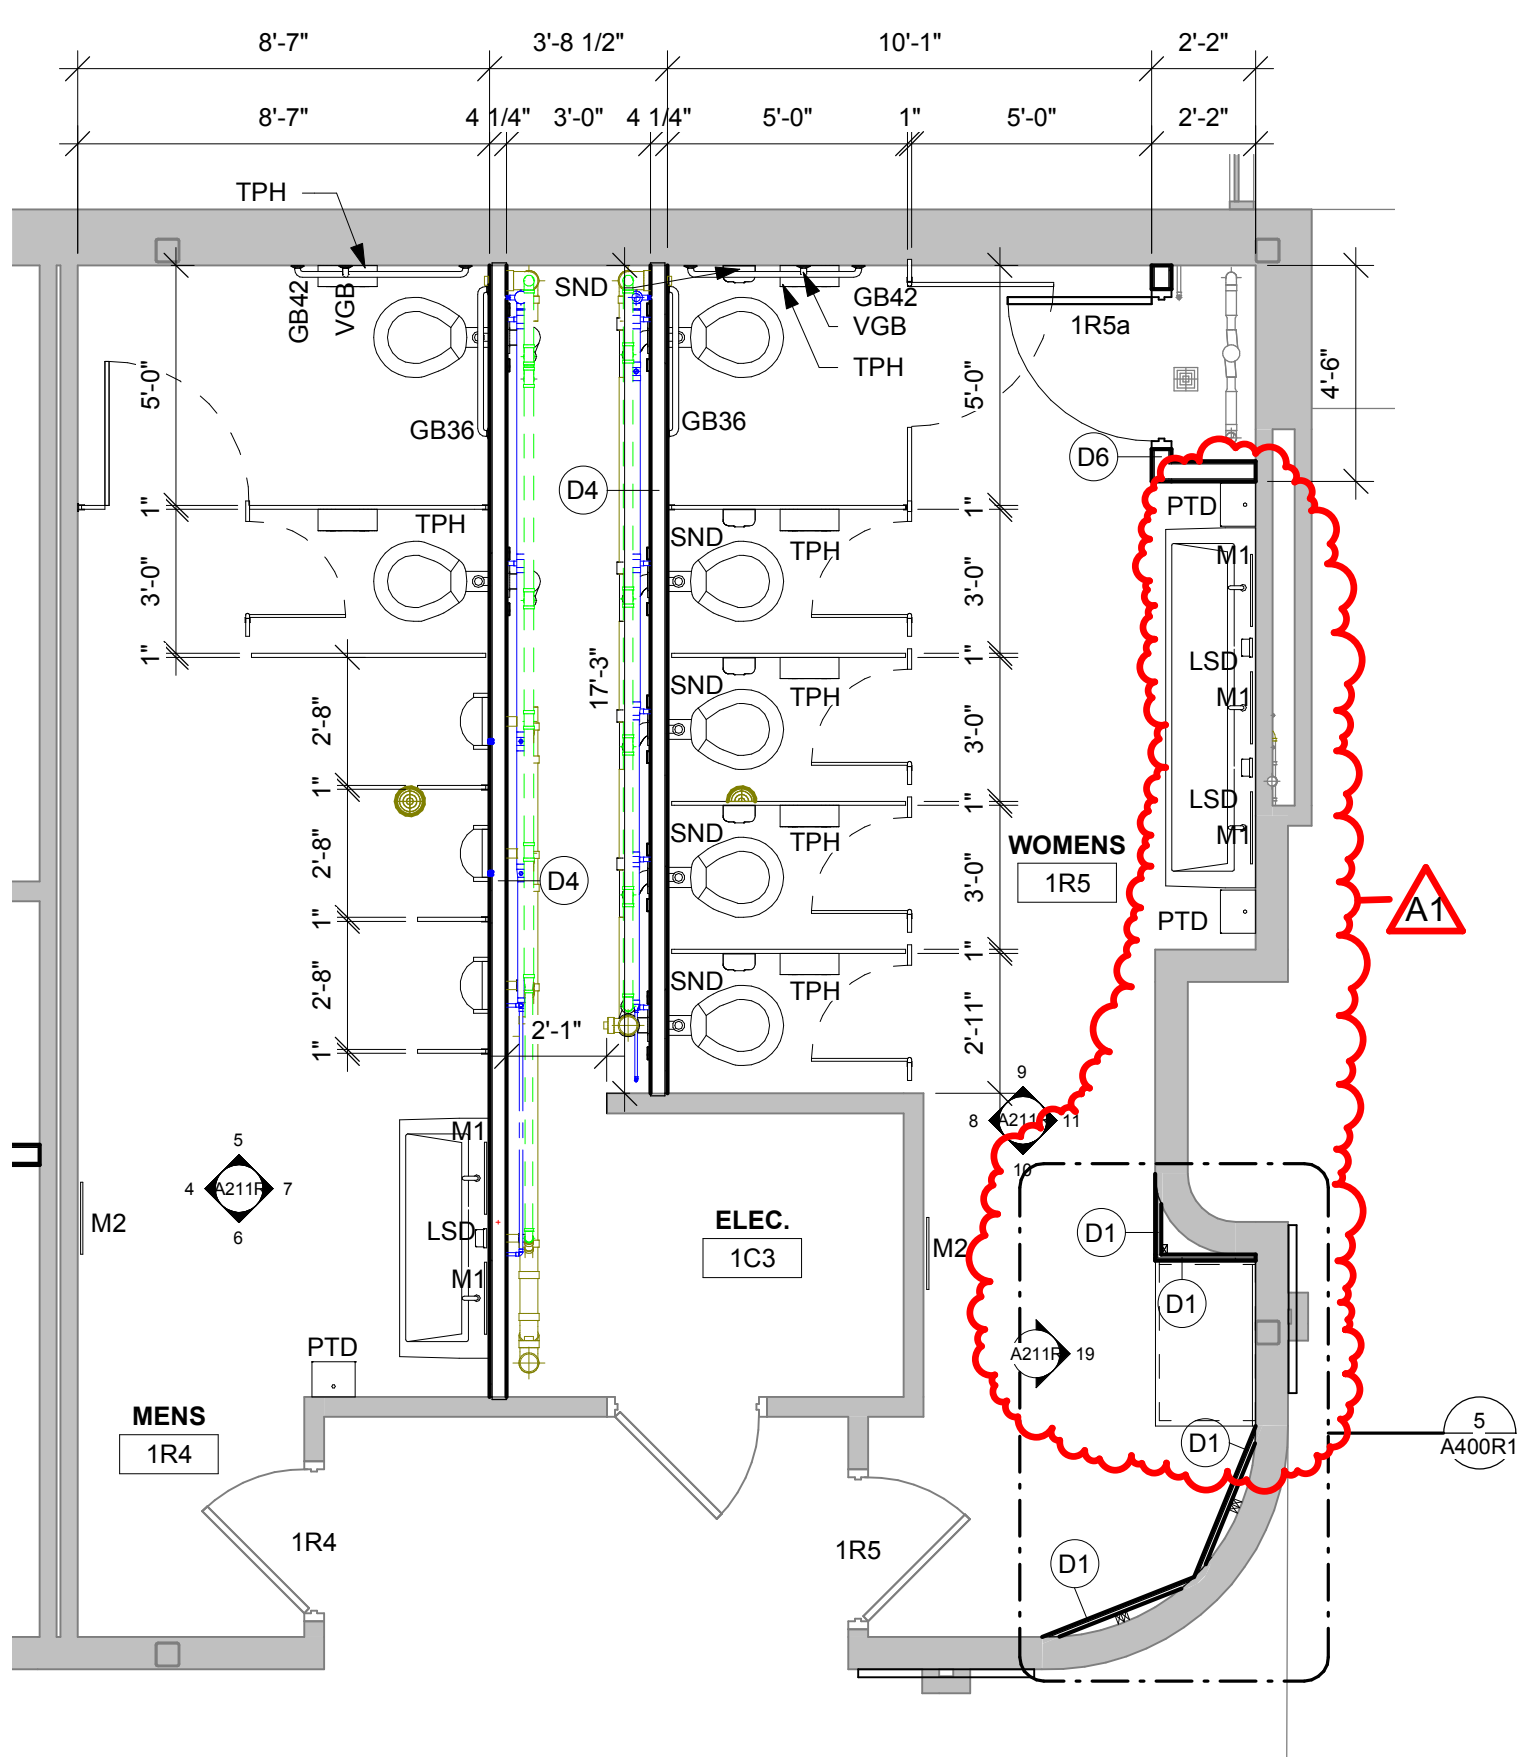 8'-7"
3'-8 1/2"
10'-1"
2'-2"
8'-7"
4 1/4"
3'-0"
4 1/4"
5'-0"
1"
5'-0"
2'-2"
TPH
SND
GB42
VGB
GB42
VGB
TPH
1R5a
5'-0"
5'-0"
4'-6"
GB36
GB36
D6
D4
PTD
1"
TPH
SND
TPH
1"
M1
3'-0"
3'-0"
1"
17'-3"
SND
TPH
1"
LSD
M1
2'-8"
3'-0"
1"
SND
TPH
1"
LSD
M1
WOMENS
1R5
2'-8"
D4
3'-0"
A1
1"
PTD
SND
TPH
1"
2'-8"
2'-11"
1"
2'-1"
9
8
A211R
11
10
M1
5
4
A211R
7
6
M2
LSD
ELEC.
1C3
M2
D1
M1
D1
PTD
A211R
19
MENS
1R4
D1
5
A400R1
1R4
1R5
D1